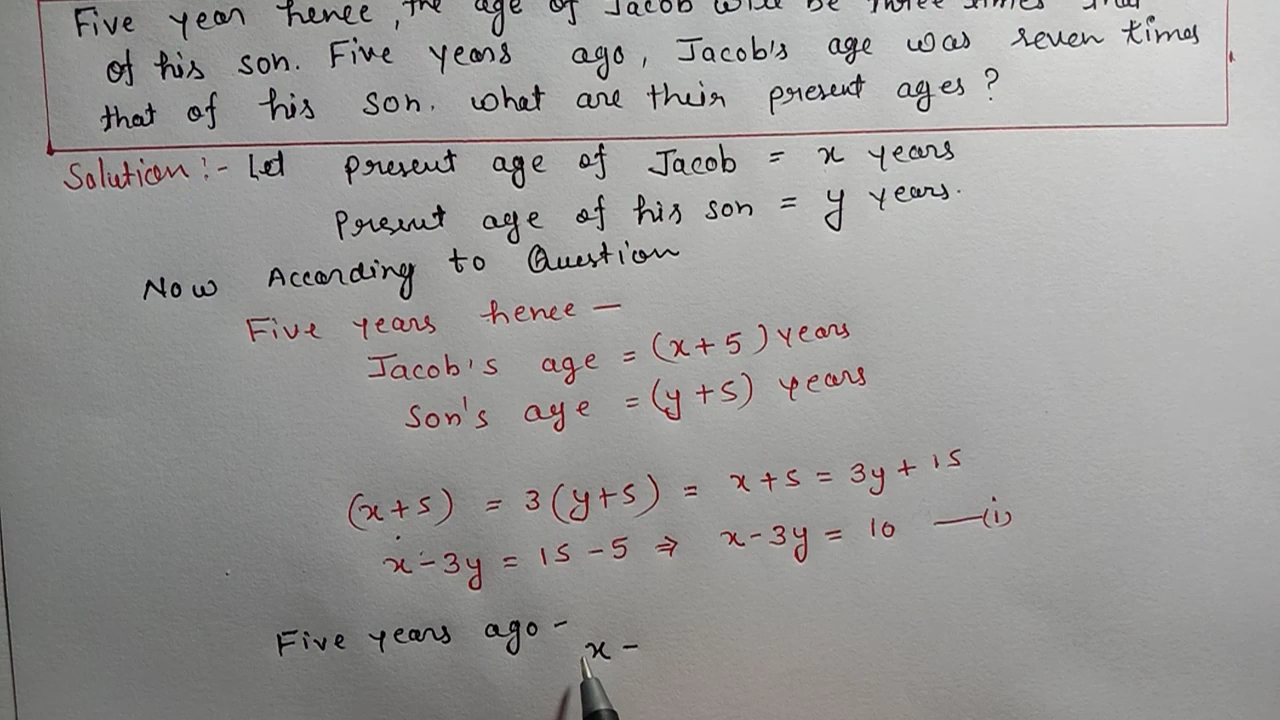 Five year hence, the age of Jacob will be three times that
of his son. Five years ago, Jacob's age was seven times
that of his son. what are their present ages?
Solution:- Let present age of Jacob = x years
Present age of his son = y years.
Now According to Question
Five years hence —
Jacob's age = (x+5) years
Son's age = (y+5) years
(x+5) = 3(y+5) = x+5 = 3y+15
x-3y = 15-5 ⇒ x-3y = 10 —(i)
Five years ago -
x -